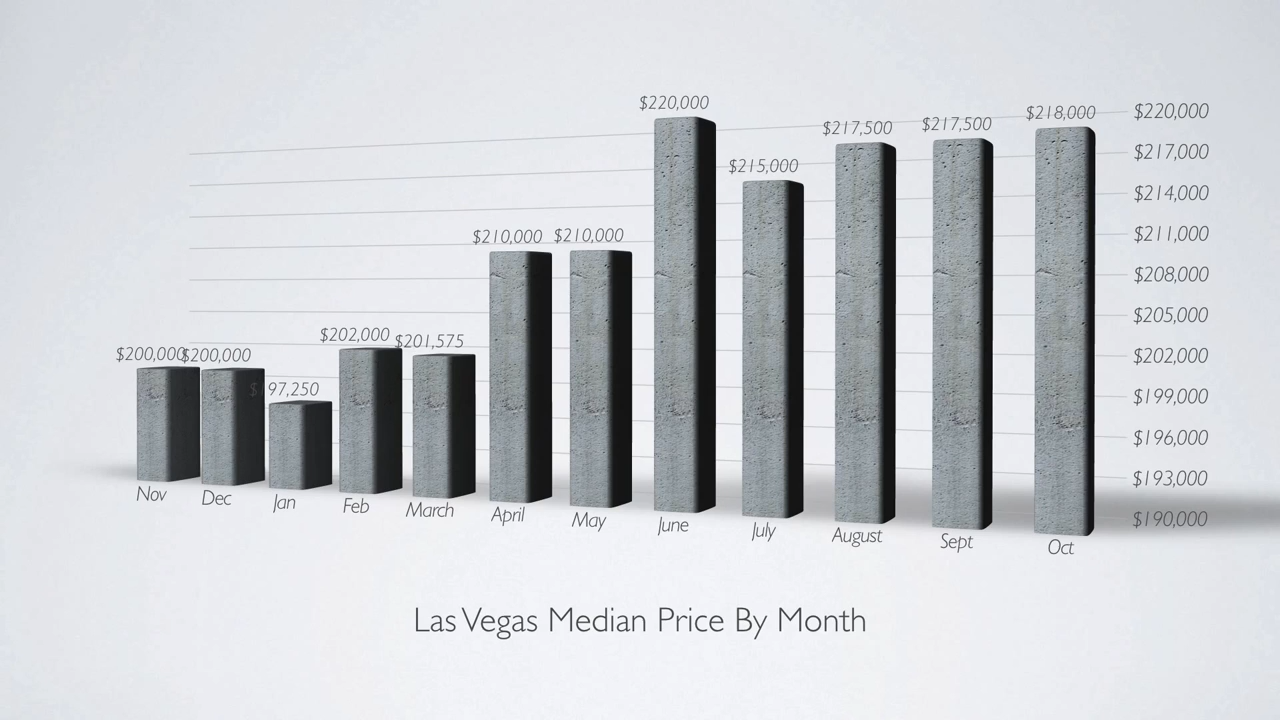 $220,000
$218,000
$217,500
$217,500
$215,000
$210,000
$210,000
$202,000
$201,575
$200,000
$200,000
$197,250
$220,000
$217,000
$214,000
$211,000
$208,000
$205,000
$202,000
$199,000
$196,000
$193,000
$190,000
Nov
Dec
Jan
Feb
March
April
May
June
July
August
Sept
Oct
Las Vegas Median Price By Month